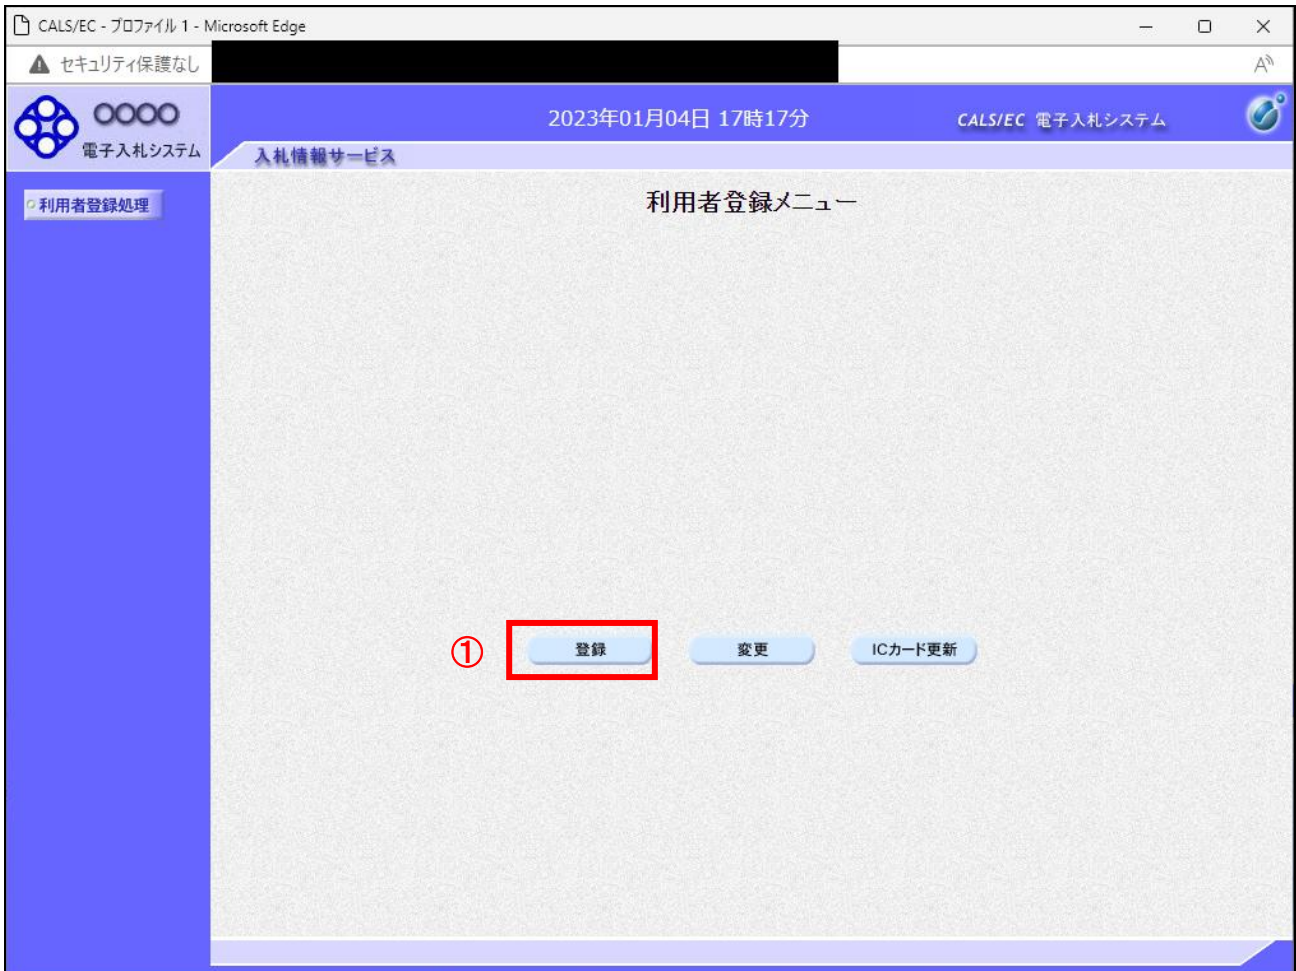 CALS/EC - プロファイル 1 - Microsoft Edge
セキュリティ保護なし
A
〇〇〇〇
電子入札システム
2023年01月04日 17時17分
CALS/EC 電子入札システム
入札情報サービス
利用者登録処理
利用者登録メニュー
① 登録 変更 ICカード更新